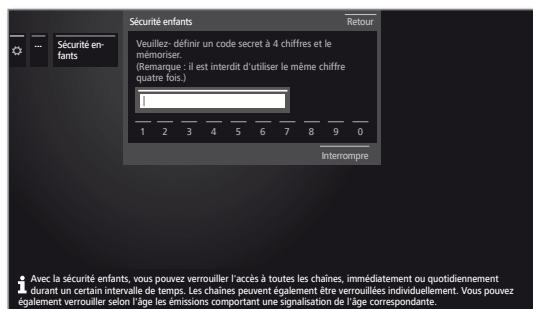 Sécurité enfants Retour
... Sécurité en-
fants
Veuillez- définir un code secret à 4 chiffres et le
mémoriser.
(Remarque : il est interdit d'utiliser le même chiffre
quatre fois.)
1 2 3 4 5 6 7 8 9 0
Interrompre
i Avec la sécurité enfants, vous pouvez verrouiller l'accès à toutes les chaînes, immédiatement ou quotidiennement
durant un certain intervalle de temps. Les chaînes peuvent également être verrouillées individuellement. Vous pouvez
également verrouiller selon l'âge les émissions comportant une signalisation de l'âge correspondante.